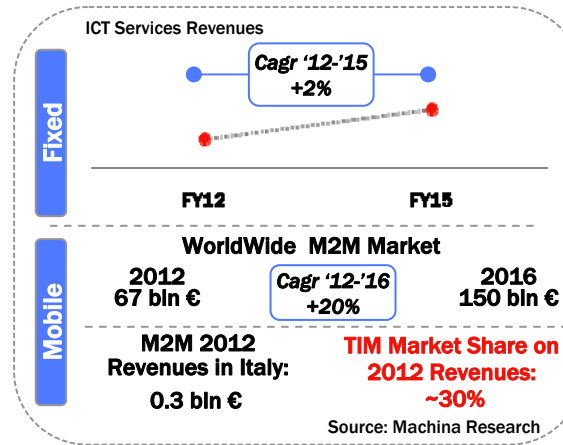 ICT Services Revenues
Fixed
Cagr ‘12-’15
+2%
FY12
FY15
Mobile
WorldWide M2M Market
2012
67 bln €
Cagr ‘12-’16
+20%
2016
150 bln €
M2M 2012
Revenues in Italy:
0.3 bln €
TIM Market Share on
2012 Revenues:
~30%
Source: Machina Research